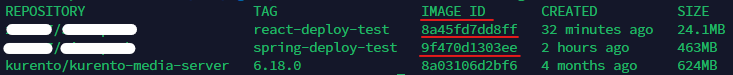 REPOSITORY TAG IMAGE ID CREATED SIZE
/ react-deploy-test 8a45fd7dd8ff 32 minutes ago 24.1MB
/ spring-deploy-test 9f470d1303ee 2 hours ago 463MB
kurento/kurento-media-server 6.18.0 8a03106d2bf6 4 months ago 624MB